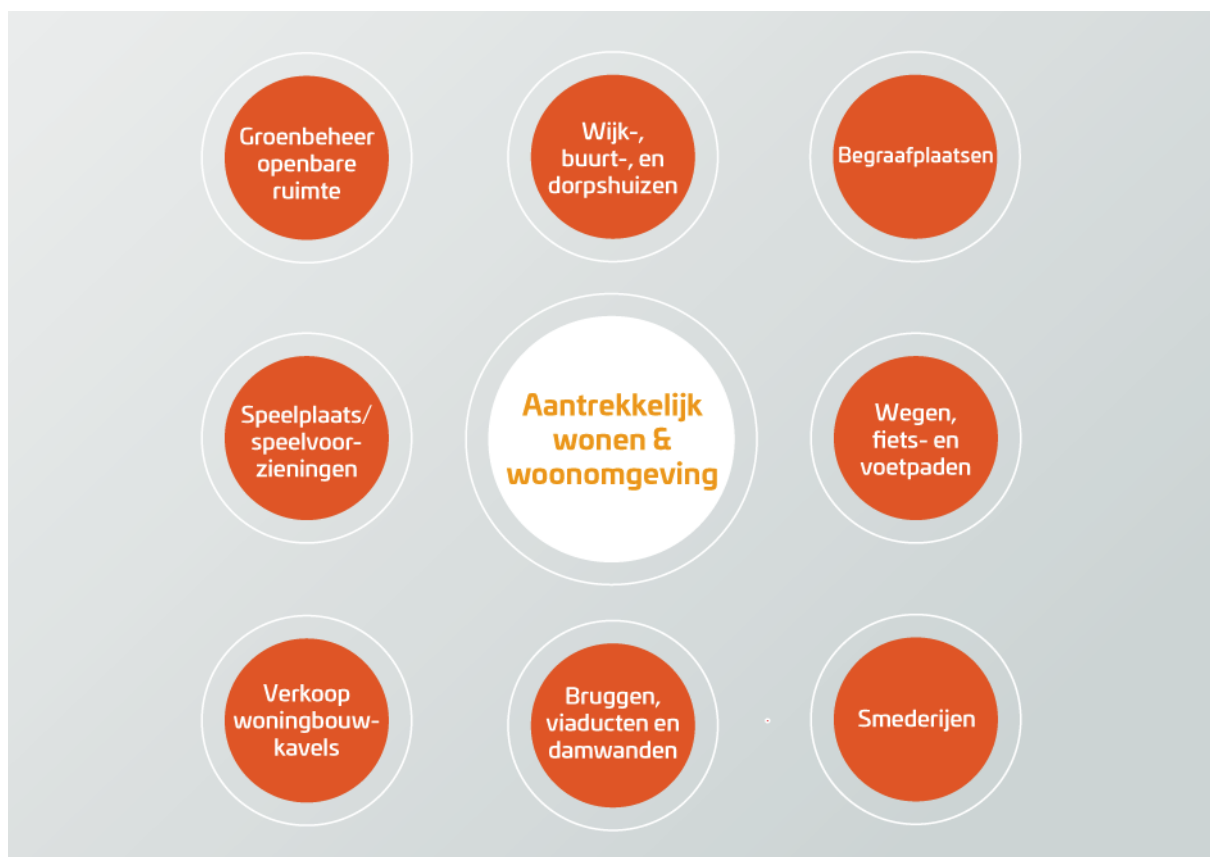 Groenbeheer
openbare
ruimte
Wijk-,
buurt-, en
dorpshuizen
Begraafplaatsen
Speelplaats/
speelvoor-
zieningen
Aantrekkelijk
wonen &
woonomgeving
Wegen,
fiets- en
voetpaden
Verkoop
woningbouw-
kavels
Bruggen,
viaducten en
damwanden
Smederijen